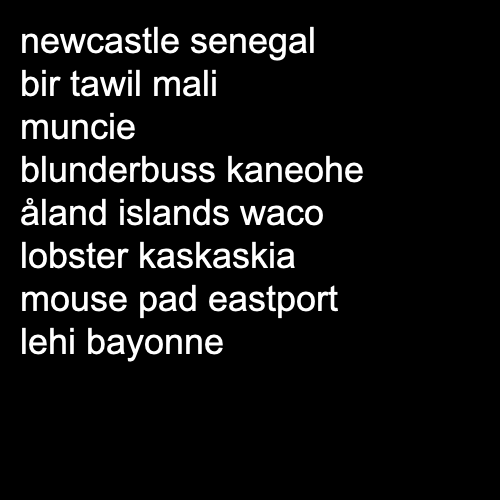 newcastle senegal
bir tawil mali
muncie
blunderbuss kaneohe
åland islands waco
lobster kaskaskia
mouse pad eastport
lehi bayonne